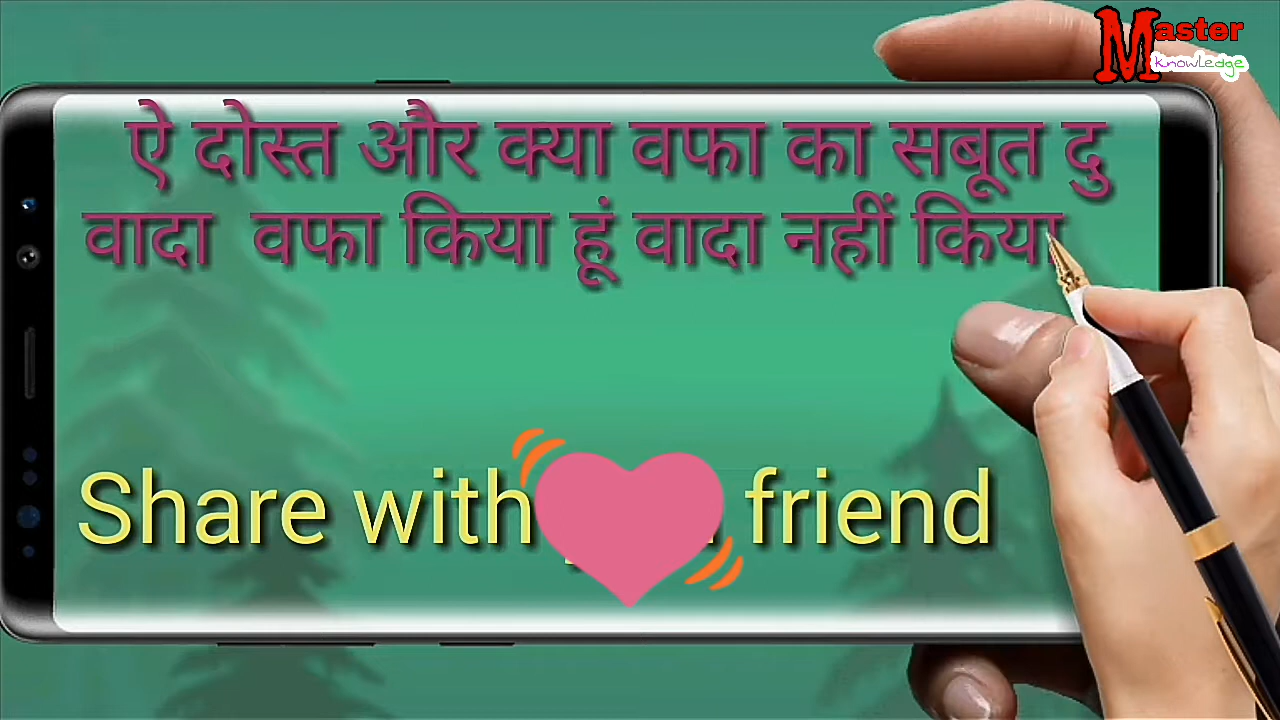 Master
knowledge
ऐ दोस्त और क्या वफा का सबूत दु
वादा वफा किया हूं वादा नहीं किया
Share with friend